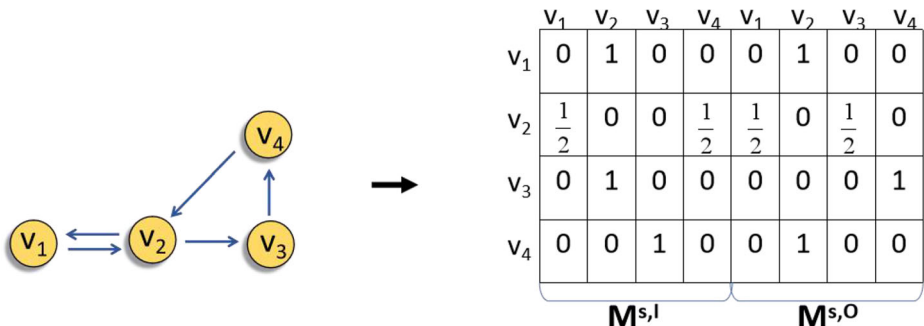 v₁ v₂ v₃ v₄ v₁ v₂ v₃ v₄
v₁ 0 1 0 0 0 1 0 0
v₂ 1/2 0 0 1/2 1/2 0 1/2 0
v₃ 0 1 0 0 0 0 0 1
v₄ 0 0 1 0 0 1 0 0
Mˢ,ᴵ Mˢ,ᴼ
v₄
v₁ v₂ v₃